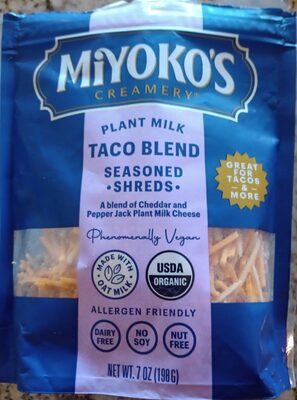 MiYOKO'S
CREAMERY®
PLANT MILK
TACO BLEND
SEASONED
• SHREDS •
A blend of Cheddar and
Pepper Jack Plant Milk Cheese
GREAT
FOR
TACOS
& 
MORE
Phenomenally Vegan
MADE WITH
OAT MILK
USDA
ORGANIC
ALLERGEN FRIENDLY
DAIRY
FREE
NO
SOY
NUT
FREE
NET WT. 7 OZ (198G)